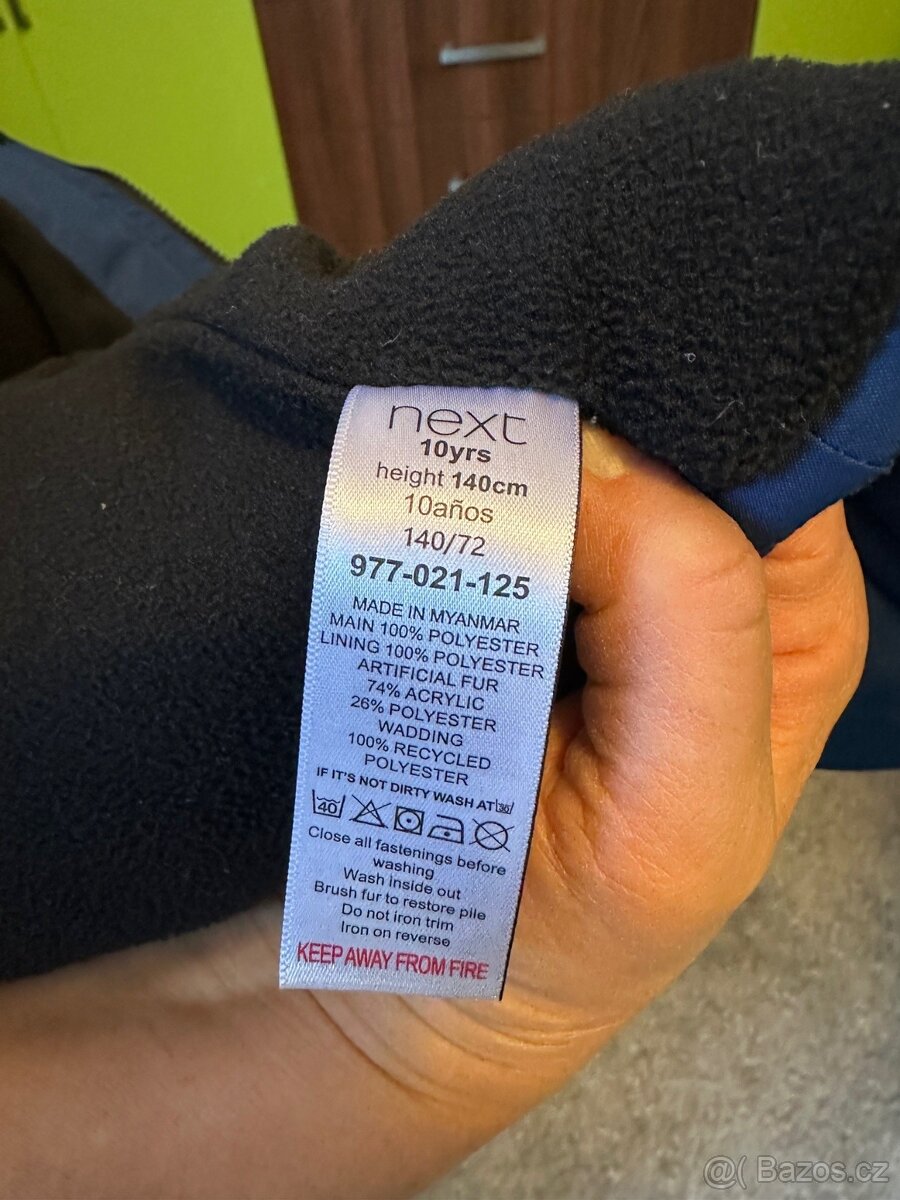 next
10yrs
height 140cm
10años
140/72
977-021-125
MADE IN MYANMAR
MAIN 100% POLYESTER
LINING 100% POLYESTER
ARTIFICIAL FUR
74% ACRYLIC
26% POLYESTER
WADDING
100% RECYCLED
POLYESTER
IF IT'S NOT DIRTY WASH AT 30
40
Close all fastenings before
washing
Wash inside out
Brush fur to restore pile
Do not iron trim
Iron on reverse
KEEP AWAY FROM FIRE
@( Bazos.cz